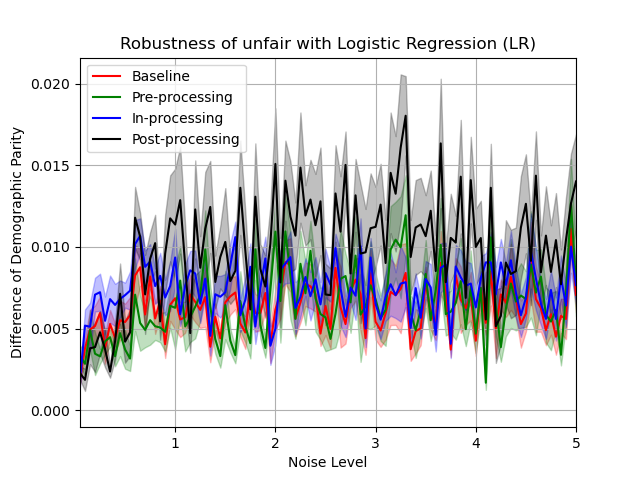 Robustness of unfair with Logistic Regression (LR)
Baseline
Pre-processing
In-processing
Post-processing
Difference of Demographic Parity
0.020
0.015
0.010
0.005
0.000
1 2 3 4 5
Noise Level